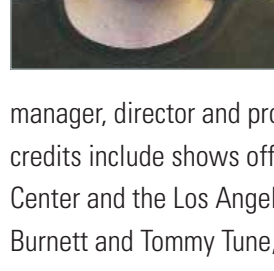 manager, director and pro
credits include shows off
Center and the Los Angel
Burnett and Tommy Tune,